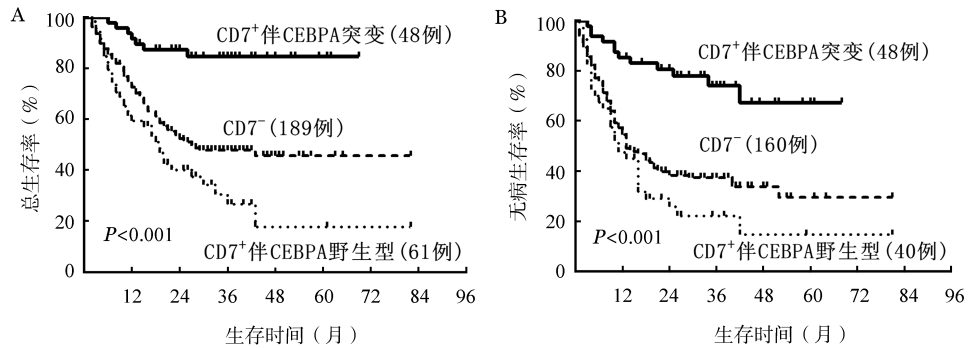 A
100
80
60
40
20
0
总生存率（%）
CD7+伴CEBPA突变(48例)
CD7-(189例)
P<0.001
CD7+伴CEBPA野生型(61例)
12 24 36 48 60 72 84 96
生存时间（月）
B
100
80
60
40
20
0
无病生存率（%）
CD7+伴CEBPA突变(48例)
CD7-(160例)
P<0.001
CD7+伴CEBPA野生型(40例)
12 24 36 48 60 72 84 96
生存时间（月）